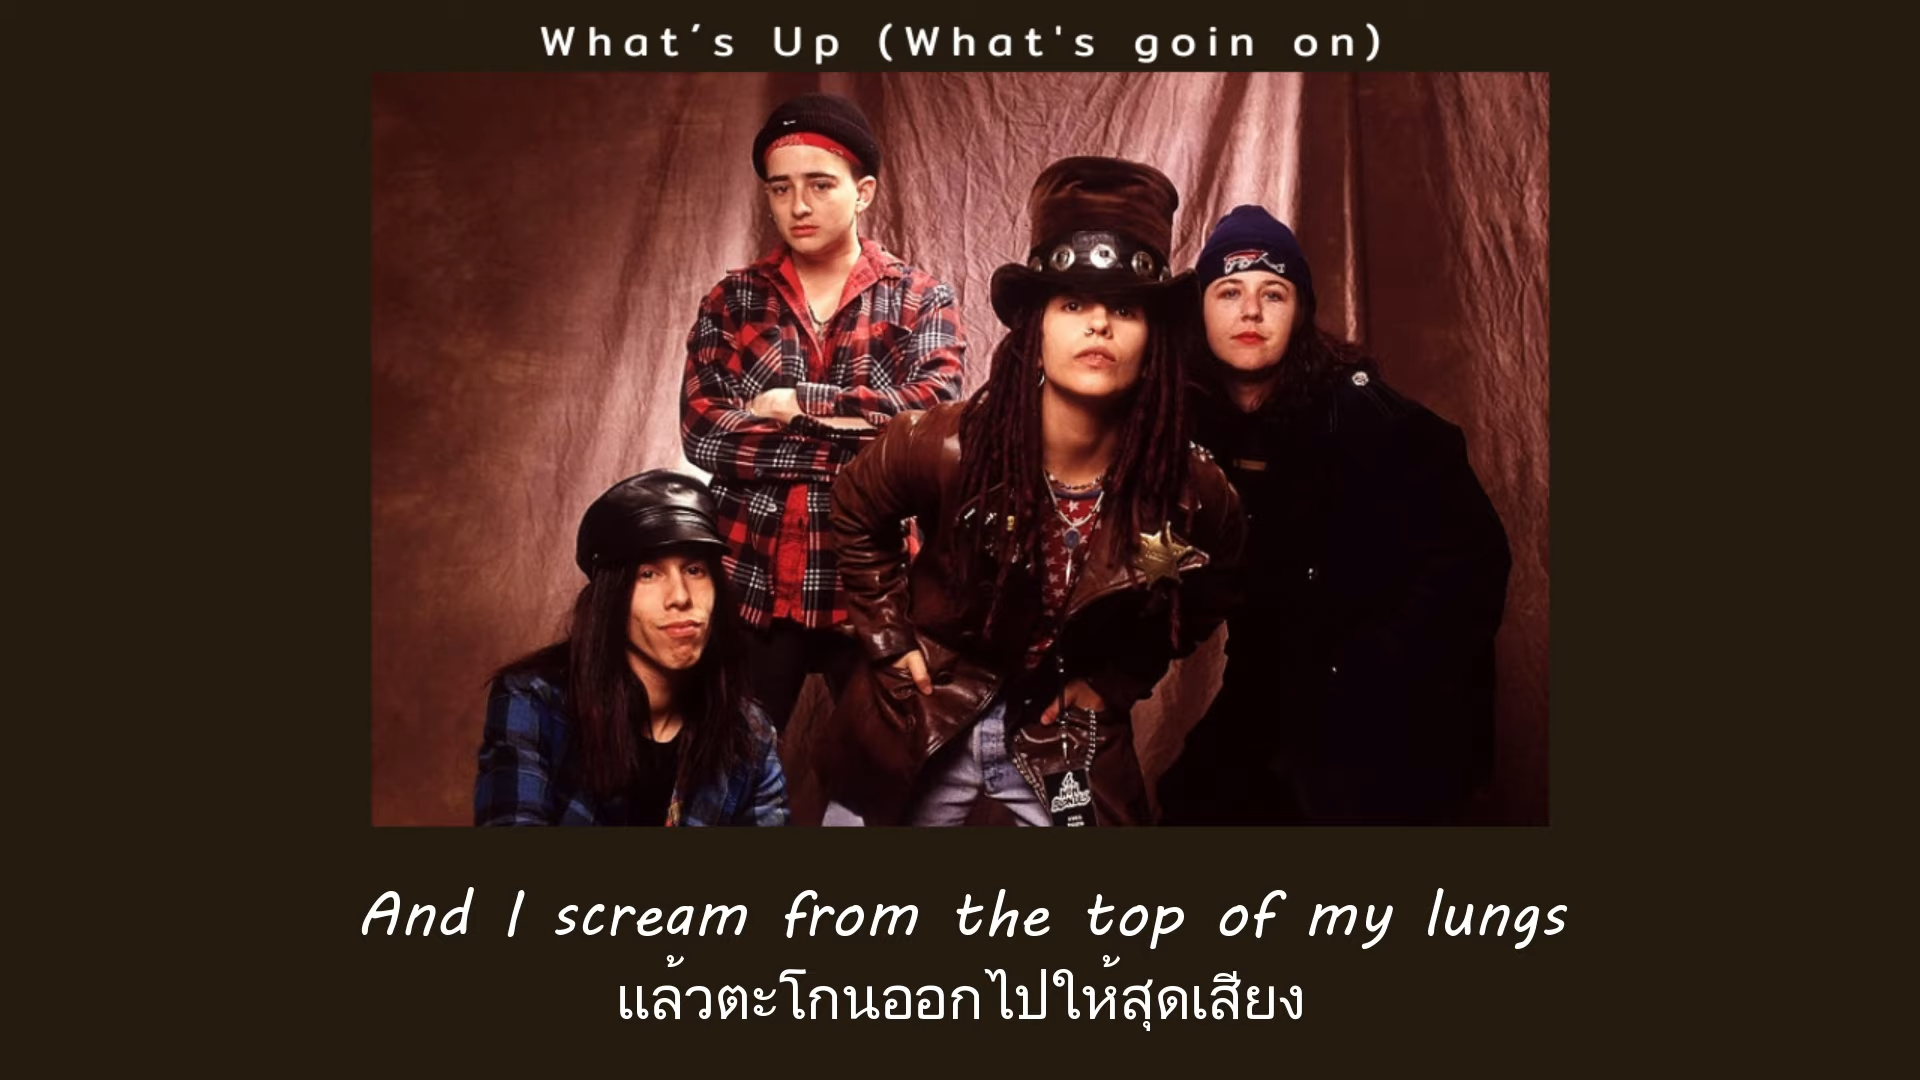 What′s Up (What's goin on)
And I scream from the top of my lungs
แล้วตะโกนออกไปให้สุดเสียง